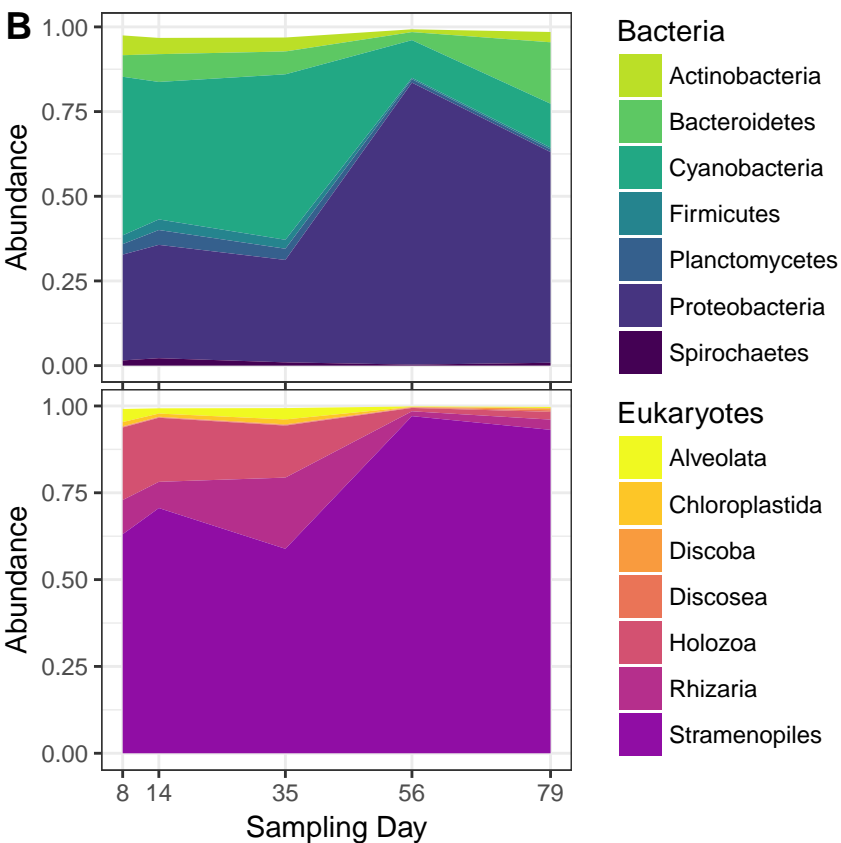 B
Abundance
1.00
0.75
0.50
0.25
0.00
Bacteria
Actinobacteria
Bacteroidetes
Cyanobacteria
Firmicutes
Planctomycetes
Proteobacteria
Spirochaetes
Abundance
1.00
0.75
0.50
0.25
0.00
8 14 35 56 79
Sampling Day
Eukaryotes
Alveolata
Chloroplastida
Discoba
Discosea
Holozoa
Rhizaria
Stramenopiles